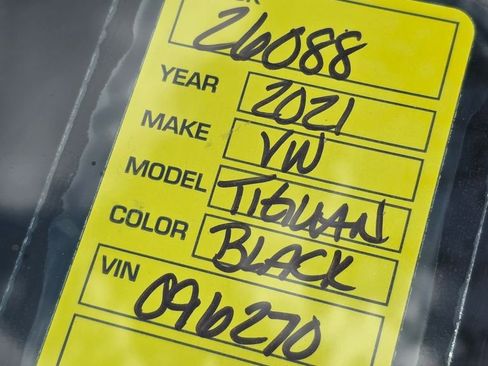 26088
YEAR 2021
MAKE VW
MODEL TIGUAN
COLOR BLACK
VIN 096270